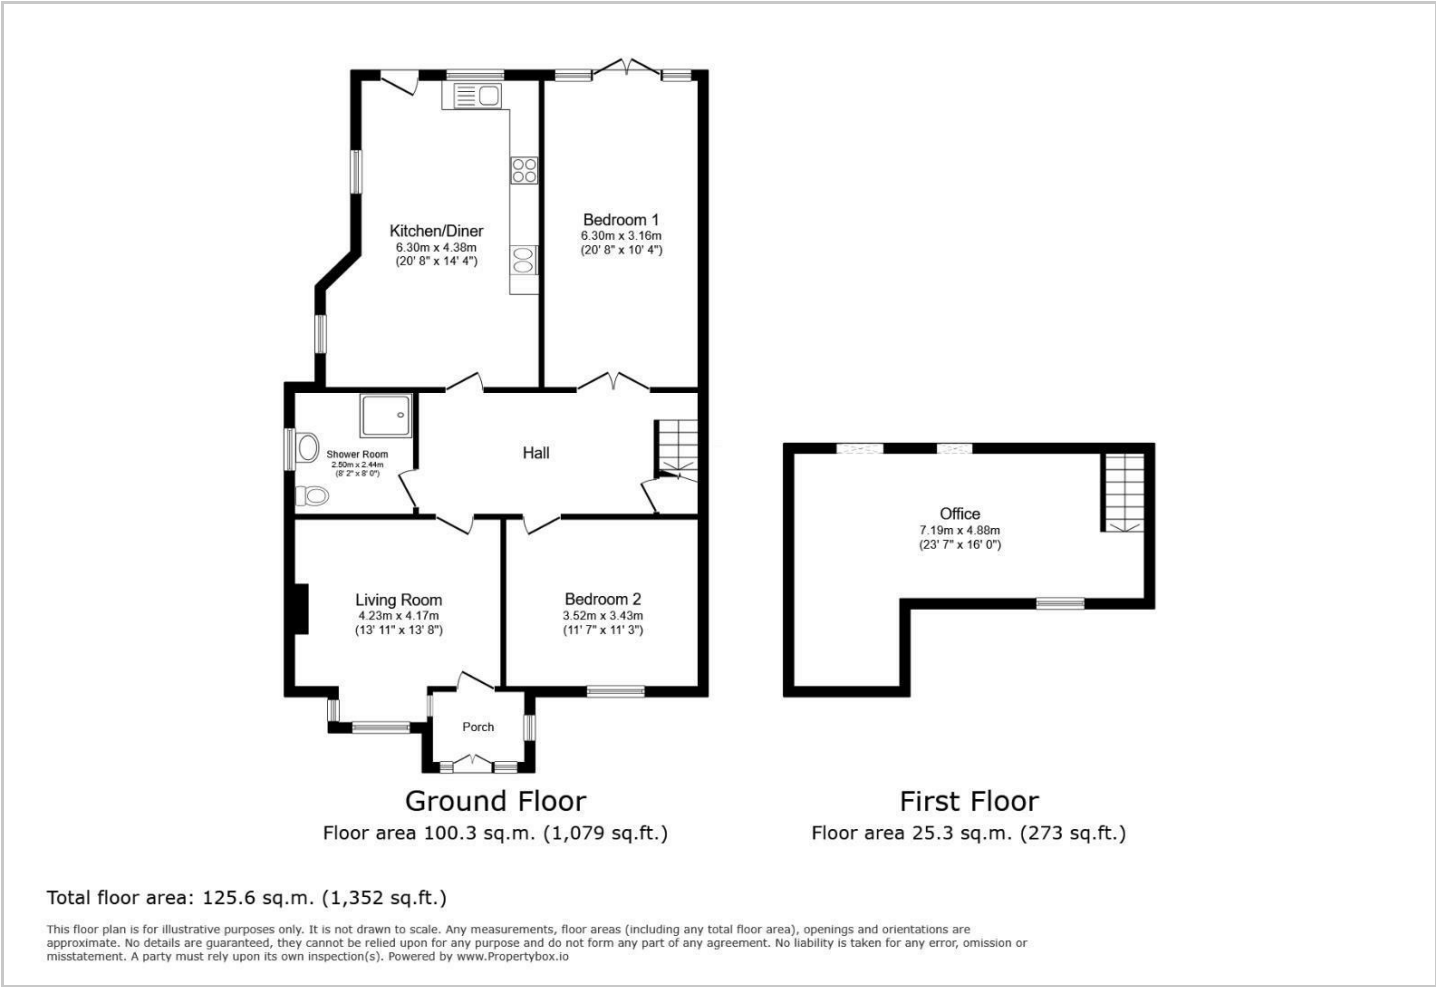 Kitchen/Diner
6.30m x 4.38m
(20' 8" x 14' 4")
Bedroom 1
6.30m x 3.16m
(20' 8" x 10' 4")
Shower Room
2.50m x 2.44m
(8' 2" x 8' 0")
Hall
Living Room
4.23m x 4.17m
(13' 11" x 13' 8")
Bedroom 2
3.52m x 3.43m
(11' 7" x 11' 3")
Porch
Office
7.19m x 4.88m
(23' 7" x 16' 0")
Ground Floor
Floor area 100.3 sq.m. (1,079 sq.ft.)
First Floor
Floor area 25.3 sq.m. (273 sq.ft.)
Total floor area: 125.6 sq.m. (1,352 sq.ft.)
This floor plan is for illustrative purposes only. It is not drawn to scale. Any measurements, floor areas (including any total floor area), openings and orientations are
approximate. No details are guaranteed, they cannot be relied upon for any purpose and do not form any part of any agreement. No liability is taken for any error, omission or
misstatement. A party must rely upon its own inspection(s). Powered by www.Propertybox.io